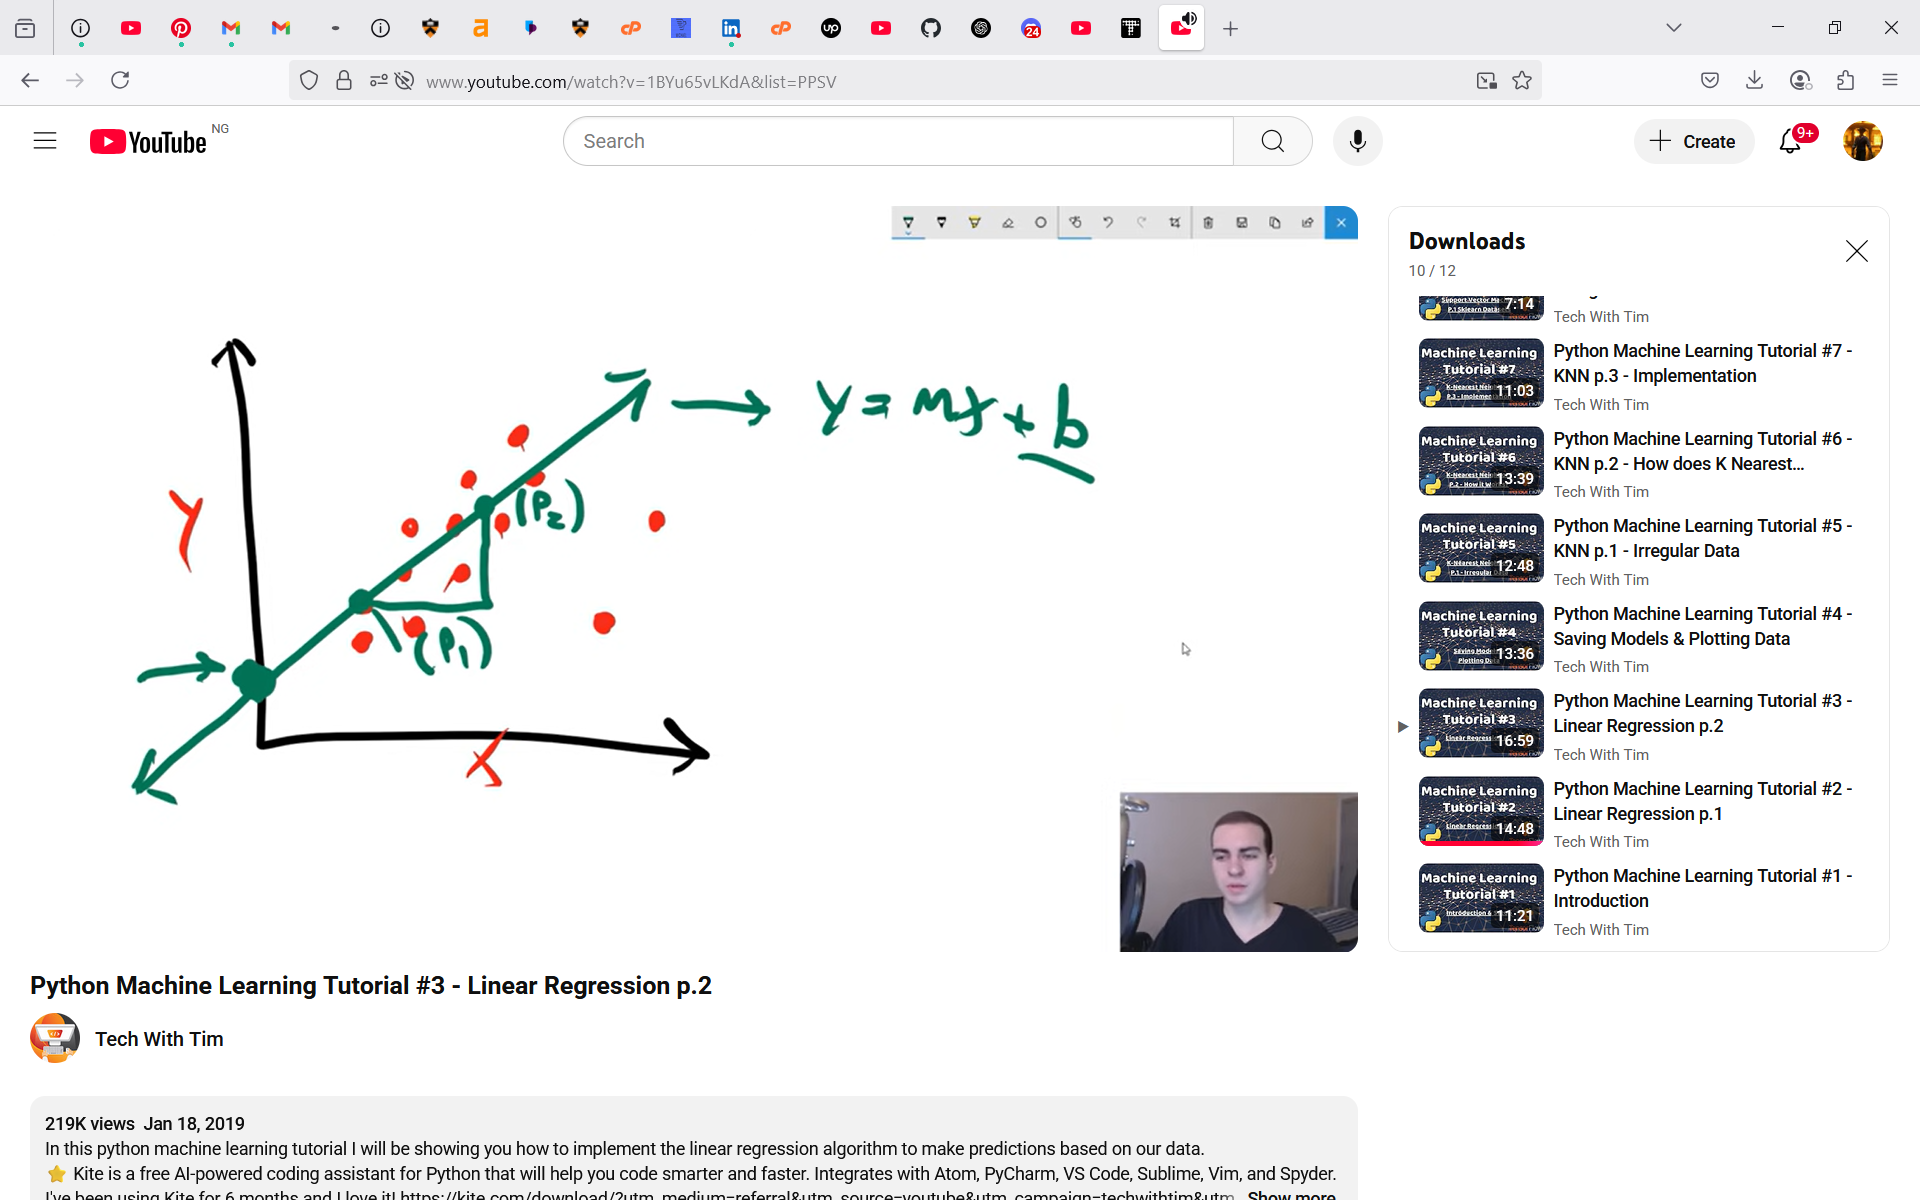 24
www.youtube.com/watch?v=1BYu65vLKdA&list=PPSV
YouTube NG
Search
Create
9+
Y = mx + b
Y
(P2)
(P1)
X
Downloads
10 / 12
7:14
Tech With Tim
Machine Learning
Tutorial #7
11:03
Python Machine Learning Tutorial #7 -
KNN p.3 - Implementation
Tech With Tim
Machine Learning
Tutorial #6
13:39
Python Machine Learning Tutorial #6 -
KNN p.2 - How does K Nearest...
Tech With Tim
Machine Learning
Tutorial #5
12:48
Python Machine Learning Tutorial #5 -
KNN p.1 - Irregular Data
Tech With Tim
Machine Learning
Tutorial #4
13:36
Python Machine Learning Tutorial #4 -
Saving Models & Plotting Data
Tech With Tim
Machine Learning
Tutorial #3
16:59
Python Machine Learning Tutorial #3 -
Linear Regression p.2
Tech With Tim
Machine Learning
Tutorial #2
14:48
Python Machine Learning Tutorial #2 -
Linear Regression p.1
Tech With Tim
Machine Learning
Tutorial #1
11:21
Python Machine Learning Tutorial #1 -
Introduction
Tech With Tim
Python Machine Learning Tutorial #3 - Linear Regression p.2
Tech With Tim
219K views Jan 18, 2019
In this python machine learning tutorial I will be showing you how to implement the linear regression algorithm to make predictions based on our data.
⭐ Kite is a free AI-powered coding assistant for Python that will help you code smarter and faster. Integrates with Atom, PyCharm, VS Code, Sublime, Vim, and Spyder.
I've been using Kite for 6 months and I love it! https://kite.com/download/?utm_medium=referral&utm_source=youtube&utm_campaign=techwithtim&utm_ Show more